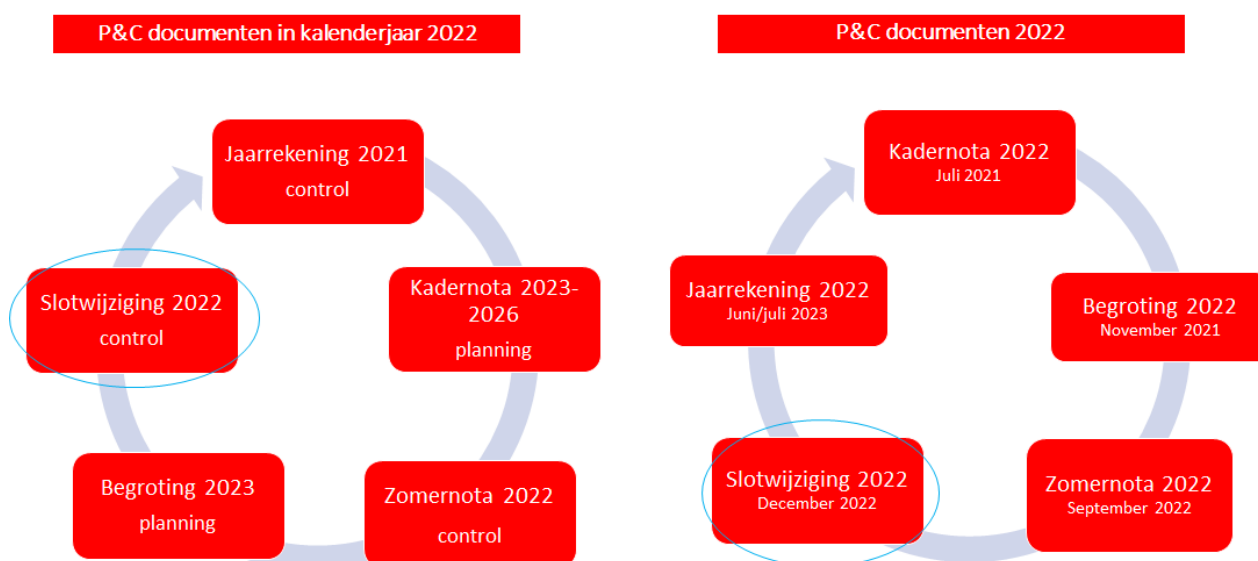 P&C documenten in kalenderjaar 2022
Jaarrekening 2021
control
Kadernota 2023-
2026
planning
Zomernota 2022
control
Begroting 2023
planning
Slotwijziging 2022
control
P&C documenten 2022
Kadernota 2022
Juli 2021
Begroting 2022
November 2021
Zomernota 2022
September 2022
Slotwijziging 2022
December 2022
Jaarrekening 2022
Juni/juli 2023